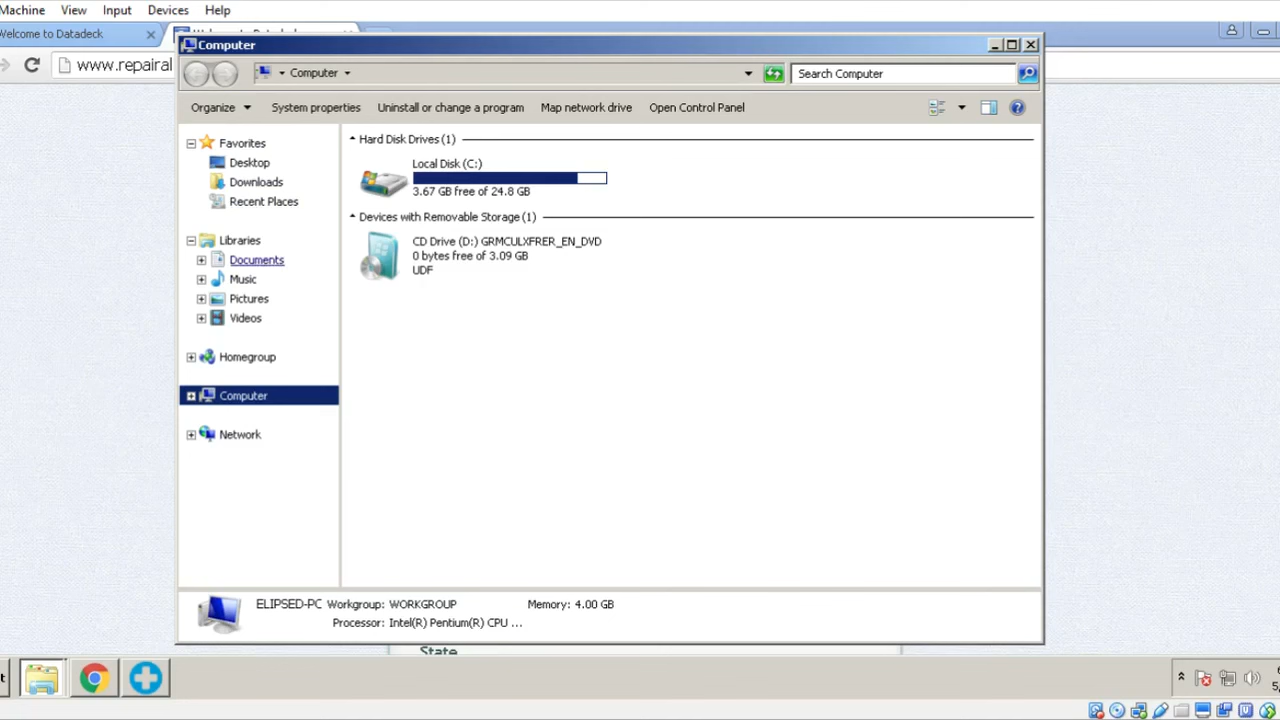 Machine View Input Devices Help
Welcome to Datadeck
www.repairal
Computer
Computer
Search Computer
Organize System properties Uninstall or change a program Map network drive Open Control Panel
Favorites
Desktop
Downloads
Recent Places
Libraries
Documents
Music
Pictures
Videos
Homegroup
Computer
Network
Hard Disk Drives (1)
Local Disk (C:)
3.67 GB free of 24.8 GB
Devices with Removable Storage (1)
CD Drive (D:) GRMCULXFRER_EN_DVD
0 bytes free of 3.09 GB
UDF
ELIPSED-PC Workgroup: WORKGROUP Memory: 4.00 GB
Processor: Intel(R) Pentium(R) CPU ...
State